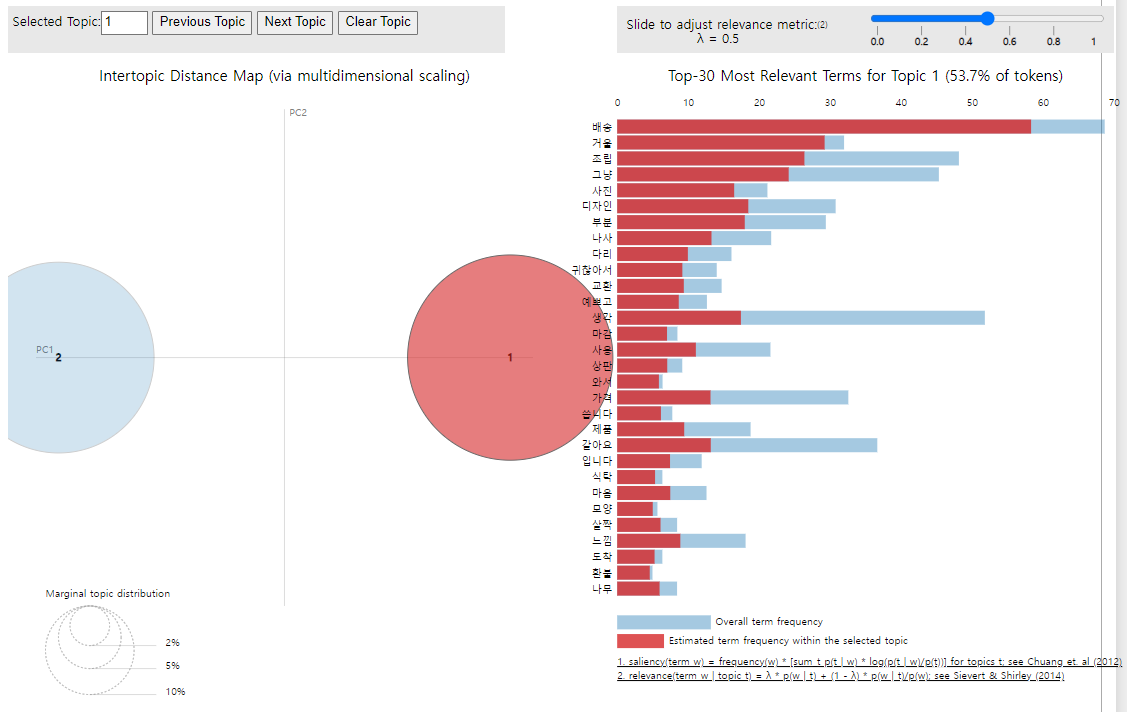 Selected Topic: 1 Previous Topic Next Topic Clear Topic
Slide to adjust relevance metric:(2)
λ = 0.5
0.0 0.2 0.4 0.6 0.8 1
Intertopic Distance Map (via multidimensional scaling)
PC2
PC1
2
1
Marginal topic distribution
2%
5%
10%
Top-30 Most Relevant Terms for Topic 1 (53.7% of tokens)
0 10 20 30 40 50 60 70
배송
거울
조립
그냥
사진
디자인
부분
나사
다리
귀찮아서
교환
예쁘고
생각
마감
사용
상판
와서
가격
씁니다
제품
같아요
입니다
식탁
마음
모양
살짝
느낌
도착
환불
나무
Overall term frequency
Estimated term frequency within the selected topic
1. saliency(term w) = frequency(w) * [sum_t p(t | w) * log(p(t | w)/p(t))] for topics t; see Chuang et. al (2012)
2. relevance(term w | topic t) = λ * p(w | t) + (1 - λ) * p(w | t)/p(w); see Sievert & Shirley (2014)